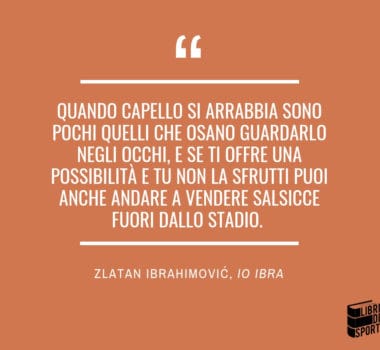 “
QUANDO CAPELLO SI ARRABBIA SONO
POCHI QUELLI CHE OSANO GUARDARLO
NEGLI OCCHI, E SE TI OFFRE UNA
POSSIBILITÀ E TU NON LA SFRUTTI PUOI
ANCHE ANDARE A VENDERE SALSICCE
FUORI DALLO STADIO.
ZLATAN IBRAHIMOVIĆ, IO IBRA
LIBRI
DI
SPORT